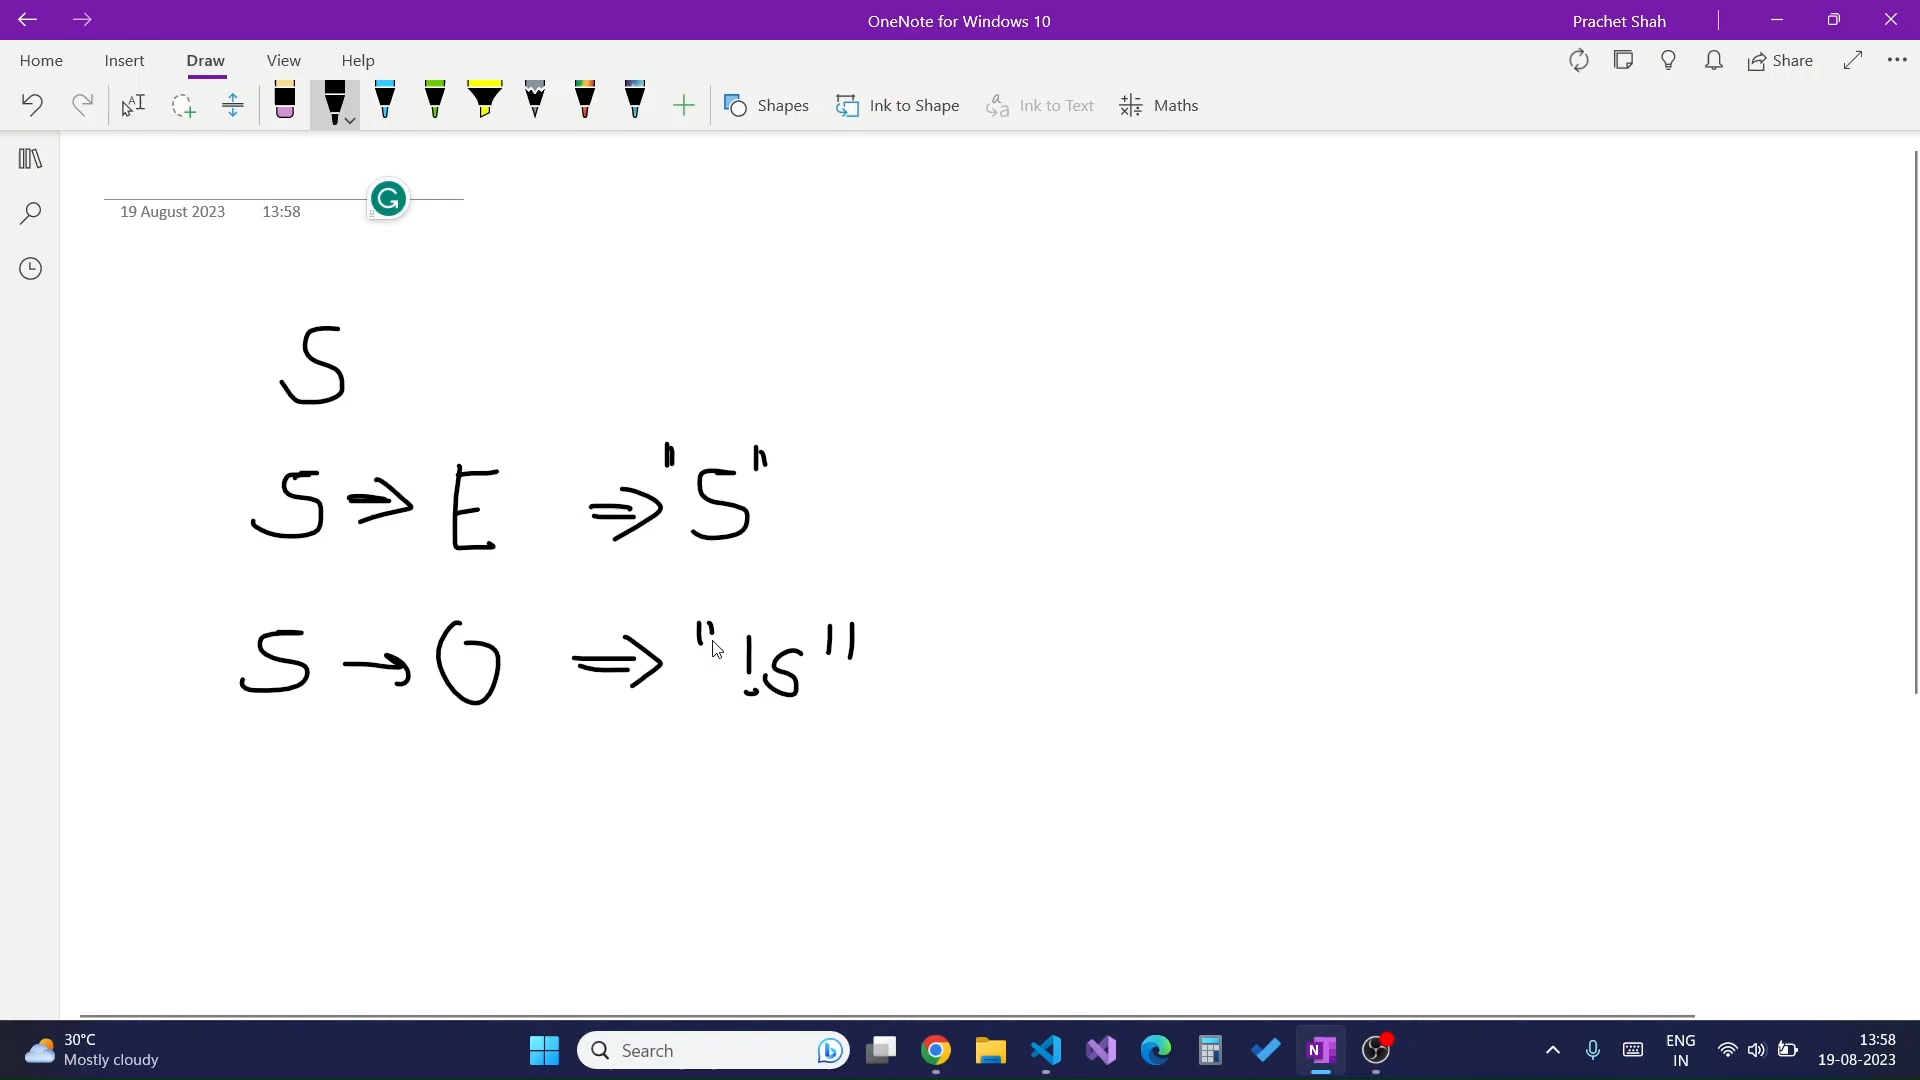 OneNote for Windows 10
Prachet Shah
Home Insert Draw View Help
Share
Shapes Ink to Shape Ink to Text Maths
19 August 2023 13:58
S
S ⇒ E ⇒ "S"
S → O ⇒ "!S"
30°C
Mostly cloudy
Search
ENG
IN
13:58
19-08-2023